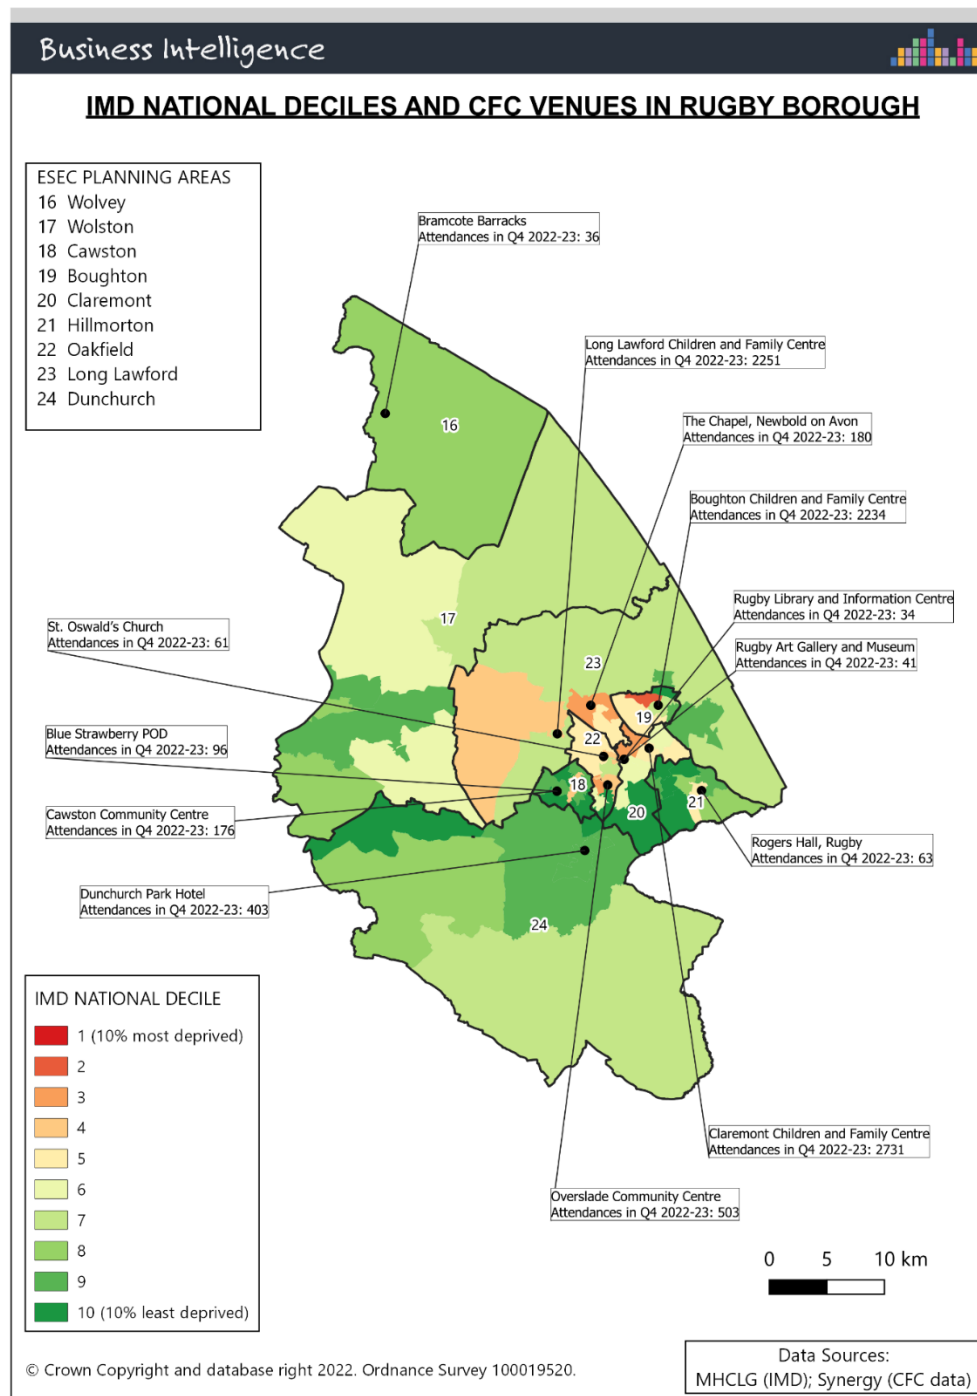 Business Intelligence
IMD NATIONAL DECILES AND CFC VENUES IN RUGBY BOROUGH
ESEC PLANNING AREAS
16 Wolvey
17 Wolston
18 Cawston
19 Boughton
20 Claremont
21 Hillmorton
22 Oakfield
23 Long Lawford
24 Dunchurch
Bramcote Barracks
Attendances in Q4 2022-23: 36
Long Lawford Children and Family Centre
Attendances in Q4 2022-23: 2251
The Chapel, Newbold on Avon
Attendances in Q4 2022-23: 180
Boughton Children and Family Centre
Attendances in Q4 2022-23: 2234
Rugby Library and Information Centre
Attendances in Q4 2022-23: 34
Rugby Art Gallery and Museum
Attendances in Q4 2022-23: 41
St. Oswald's Church
Attendances in Q4 2022-23: 61
Blue Strawberry POD
Attendances in Q4 2022-23: 96
Cawston Community Centre
Attendances in Q4 2022-23: 176
Dunchurch Park Hotel
Attendances in Q4 2022-23: 403
Rogers Hall, Rugby
Attendances in Q4 2022-23: 63
Claremont Children and Family Centre
Attendances in Q4 2022-23: 2731
Overslade Community Centre
Attendances in Q4 2022-23: 503
16
17
23
19
22
18
20
21
24
IMD NATIONAL DECILE
1 (10% most deprived)
2
3
4
5
6
7
8
9
10 (10% least deprived)
0 5 10 km
© Crown Copyright and database right 2022. Ordnance Survey 100019520.
Data Sources:
MHCLG (IMD); Synergy (CFC data)